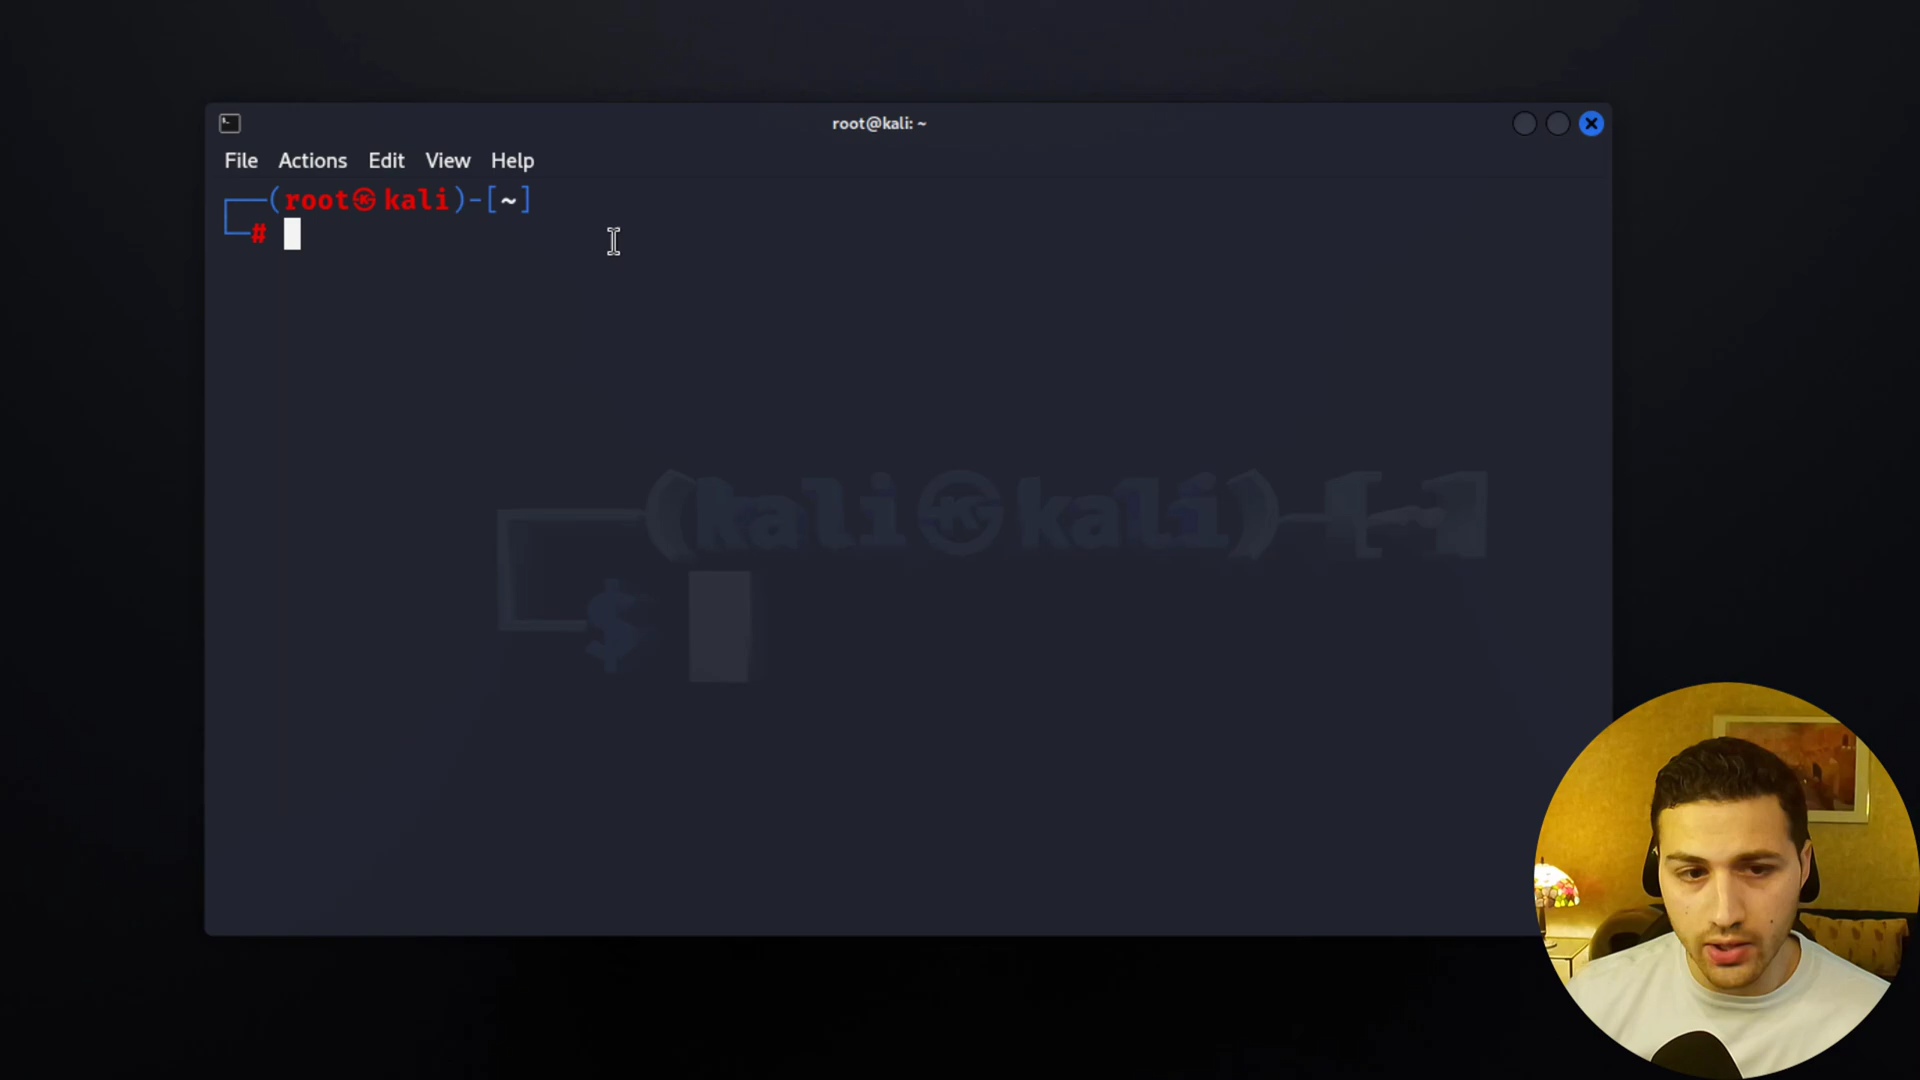 root@kali: ~
File Actions Edit View Help
┌──(root㉿kali)-[~]
└─#
(kali㉿kali)-[~]
$